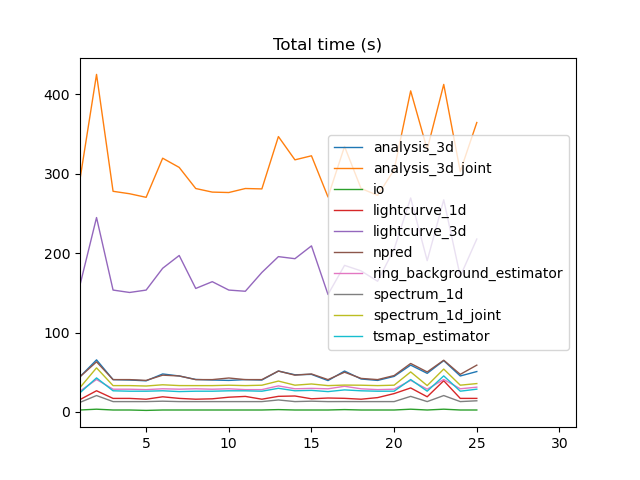 Total time (s)
400
300
200
100
0
analysis_3d
analysis_3d_joint
io
lightcurve_1d
lightcurve_3d
npred
ring_background_estimator
spectrum_1d
spectrum_1d_joint
tsmap_estimator
5 10 15 20 25 30